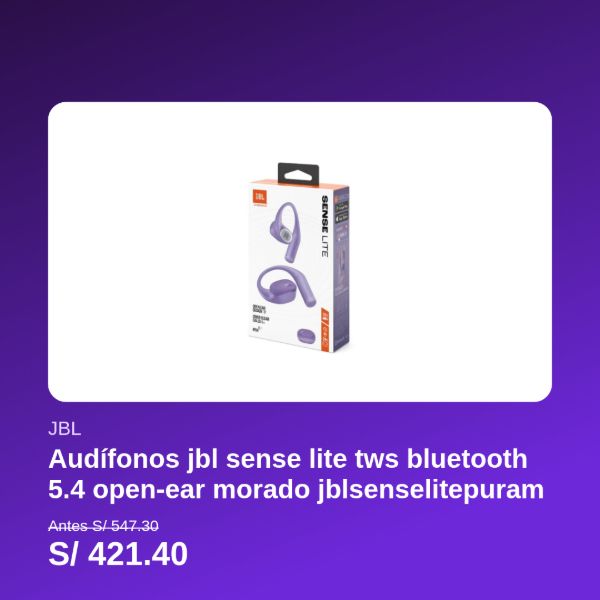 JBL
SENSE LITE
JBL
Audífonos jbl sense lite tws bluetooth
5.4 open-ear morado jblsenselitepuram
Antes S/ 547.30
S/ 421.40